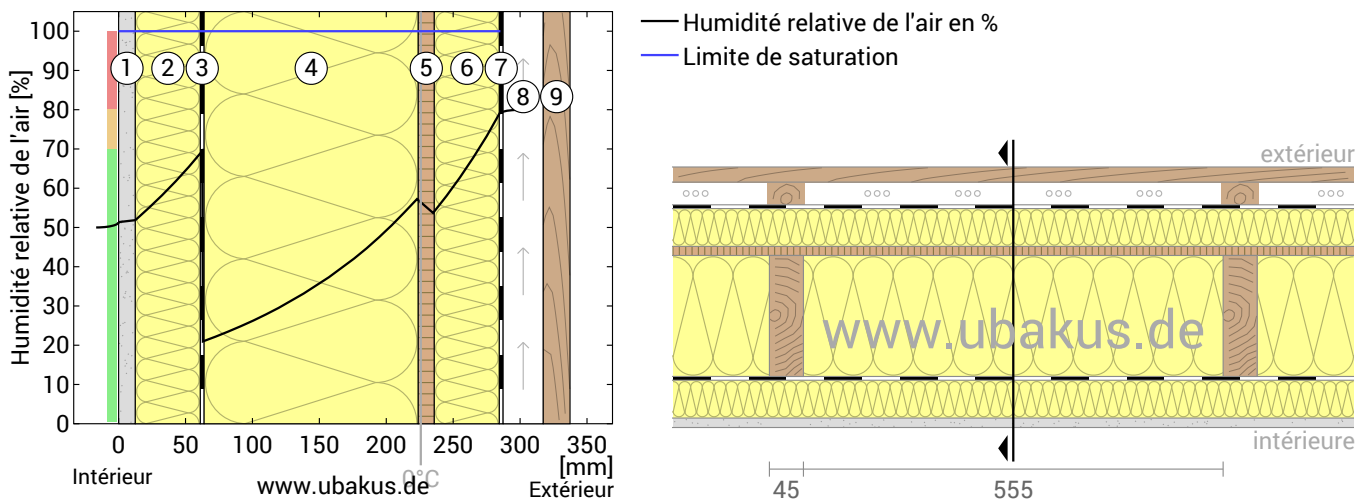 Humidité relative de l'air en %
Limite de saturation
Humidité relative de l'air [%]
100
90
80
70
60
50
40
30
20
10
0
1 2 3 4 5 6 7 8 9
0 50 100 150 200 250 300 350
[mm]
0°C
Intérieur
www.ubakus.de
Extérieur
extérieur
www.ubakus.de
intérieure
45 555